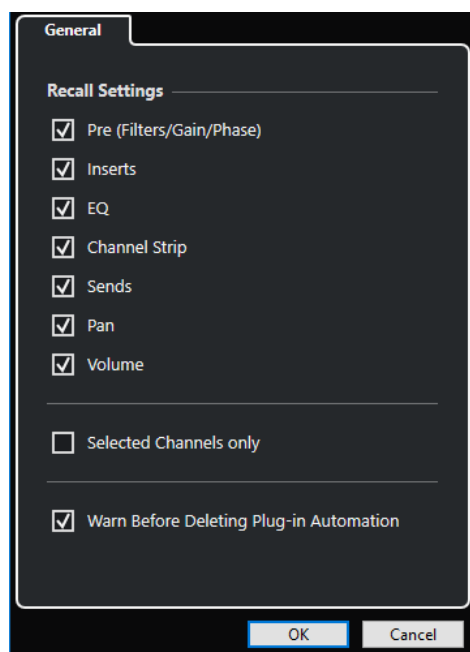 General
Recall Settings
Pre (Filters/Gain/Phase)
Inserts
EQ
Channel Strip
Sends
Pan
Volume
Selected Channels only
Warn Before Deleting Plug-in Automation
OK Cancel